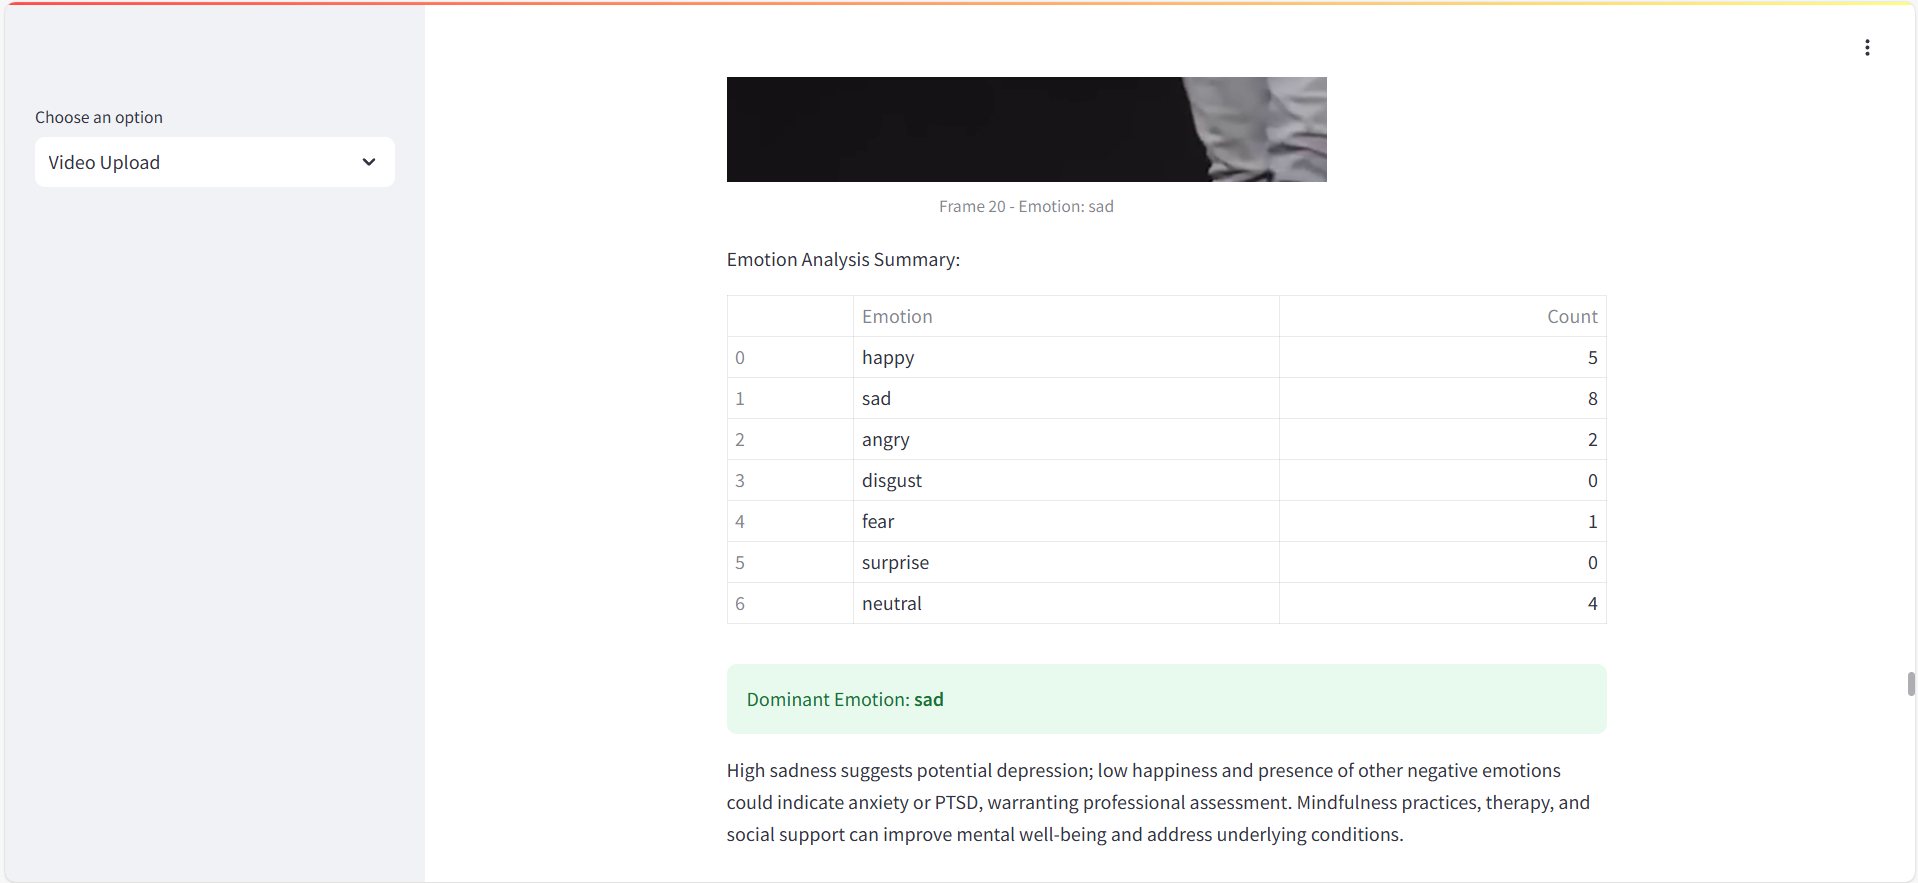 Choose an option
Video Upload
Frame 20 - Emotion: sad
Emotion Analysis Summary:
Emotion Count
0 happy 5
1 sad 8
2 angry 2
3 disgust 0
4 fear 1
5 surprise 0
6 neutral 4
Dominant Emotion: sad
High sadness suggests potential depression; low happiness and presence of other negative emotions
could indicate anxiety or PTSD, warranting professional assessment. Mindfulness practices, therapy, and
social support can improve mental well-being and address underlying conditions.